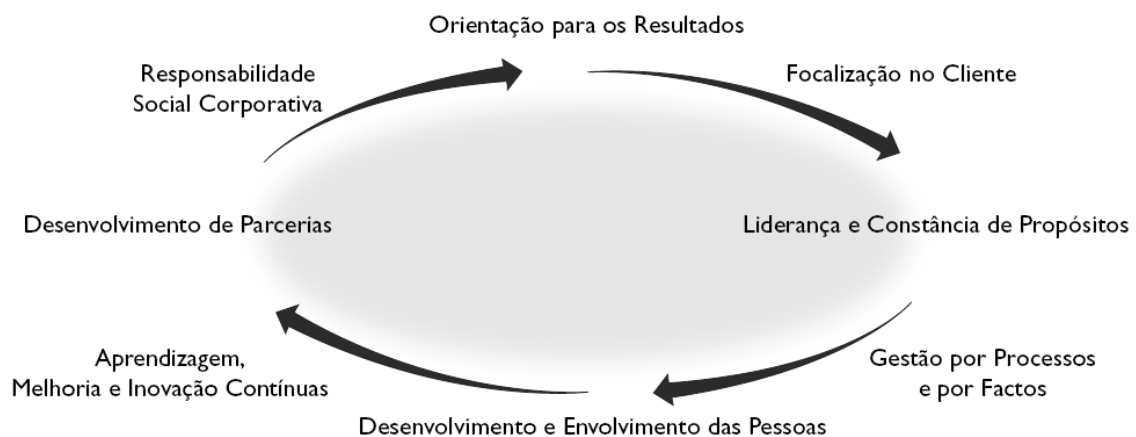 Orientação para os Resultados
Responsabilidade
Social Corporativa
Focalização no Cliente
Desenvolvimento de Parcerias
Liderança e Constância de Propósitos
Aprendizagem,
Melhoria e Inovação Contínuas
Gestão por Processos
e por Factos
Desenvolvimento e Envolvimento das Pessoas